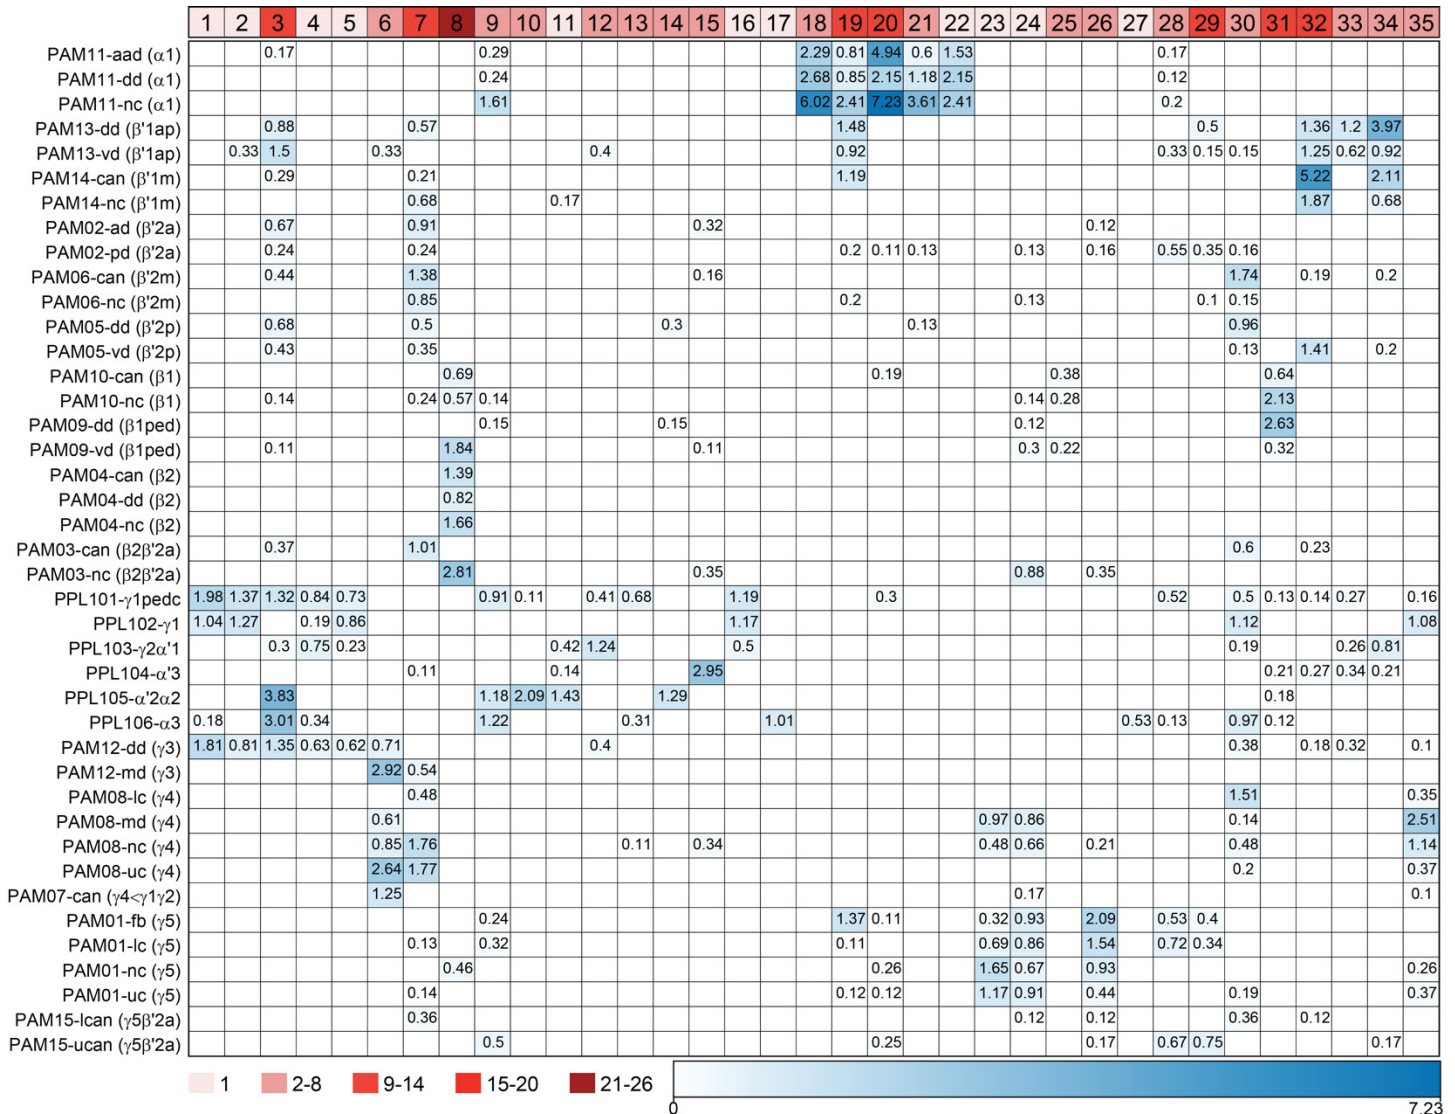 1 2 3 4 5 6 7 8 9 10 11 12 13 14 15 16 17 18 19 20 21 22 23 24 25 26 27 28 29 30 31 32 33 34 35
PAM11-aad (α1) 0.17 0.29 2.29 0.81 4.94 0.6 1.53 0.17
PAM11-dd (α1) 0.24 2.68 0.85 2.15 1.18 2.15 0.12
PAM11-nc (α1) 1.61 6.02 2.41 7.23 3.61 2.41 0.2
PAM13-dd (β'1ap) 0.88 0.57 1.48 0.5 1.36 1.2 3.97
PAM13-vd (β'1ap) 0.33 1.5 0.33 0.4 0.92 0.33 0.15 0.15 1.25 0.62 0.92
PAM14-can (β'1m) 0.29 0.21 1.19 5.22 2.11
PAM14-nc (β'1m) 0.68 0.17 1.87 0.68
PAM02-ad (β'2a) 0.67 0.91 0.32 0.12
PAM02-pd (β'2a) 0.24 0.24 0.2 0.11 0.13 0.13 0.16 0.55 0.35 0.16
PAM06-can (β'2m) 0.44 1.38 0.16 1.74 0.19 0.2
PAM06-nc (β'2m) 0.85 0.2 0.13 0.1 0.15
PAM05-dd (β'2p) 0.68 0.5 0.3 0.13 0.96
PAM05-vd (β'2p) 0.43 0.35 0.13 1.41 0.2
PAM10-can (β1) 0.69 0.19 0.38 0.64
PAM10-nc (β1) 0.14 0.24 0.57 0.14 0.14 0.28 2.13
PAM09-dd (β1ped) 0.15 0.15 0.12 2.63
PAM09-vd (β1ped) 0.11 1.84 0.11 0.3 0.22 0.32
PAM04-can (β2) 1.39
PAM04-dd (β2) 0.82
PAM04-nc (β2) 1.66
PAM03-can (β2β'2a) 0.37 1.01 0.6 0.23
PAM03-nc (β2β'2a) 2.81 0.35 0.88 0.35
PPL101-γ1pedc 1.98 1.37 1.32 0.84 0.73 0.91 0.11 0.41 0.68 1.19 0.3 0.52 0.5 0.13 0.14 0.27 0.16
PPL102-γ1 1.04 1.27 0.19 0.86 1.17 1.12 1.08
PPL103-γ2α'1 0.3 0.75 0.23 0.42 1.24 0.5 0.19 0.26 0.81
PPL104-α'3 0.11 0.14 2.95 0.21 0.27 0.34 0.21
PPL105-α'2α2 3.83 1.18 2.09 1.43 1.29 0.18
PPL106-α3 0.18 3.01 0.34 1.22 0.31 1.01 0.53 0.13 0.97 0.12
PAM12-dd (γ3) 1.81 0.81 1.35 0.63 0.62 0.71 0.4 0.38 0.18 0.32 0.1
PAM12-md (γ3) 2.92 0.54
PAM08-lc (γ4) 0.48 1.51 0.35
PAM08-md (γ4) 0.61 0.97 0.86 0.14 2.51
PAM08-nc (γ4) 0.85 1.76 0.11 0.34 0.48 0.66 0.21 0.48 1.14
PAM08-uc (γ4) 2.64 1.77 0.2 0.37
PAM07-can (γ4<γ1γ2) 1.25 0.17 0.1
PAM01-fb (γ5) 0.24 1.37 0.11 0.32 0.93 2.09 0.53 0.4
PAM01-lc (γ5) 0.13 0.32 0.11 0.69 0.86 1.54 0.72 0.34
PAM01-nc (γ5) 0.46 0.26 1.65 0.67 0.93 0.26
PAM01-uc (γ5) 0.14 0.12 0.12 1.17 0.91 0.44 0.19 0.37
PAM15-lcan (γ5β'2a) 0.36 0.12 0.12 0.36 0.12
PAM15-ucan (γ5β'2a) 0.5 0.25 0.17 0.67 0.75 0.17
1 2-8 9-14 15-20 21-26
0 7.23